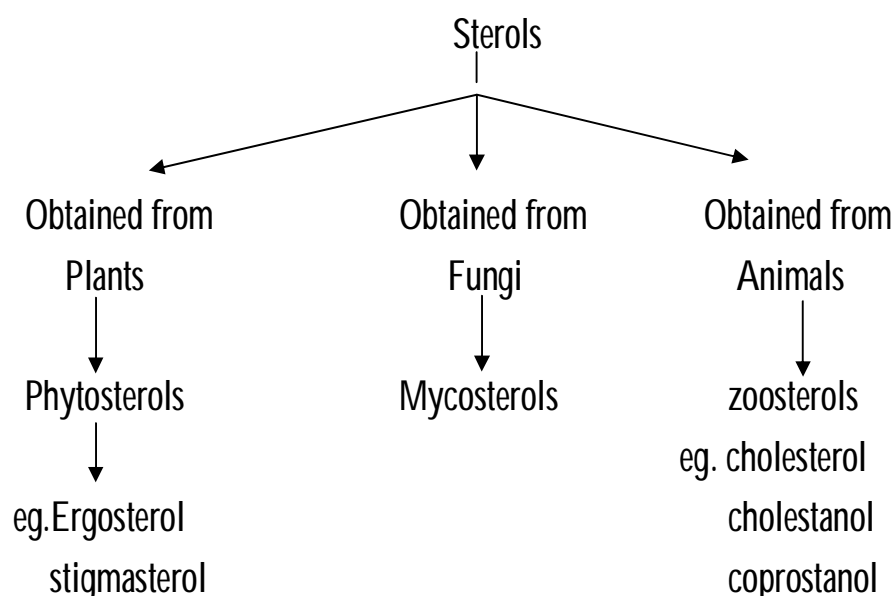 Sterols
Obtained from
Plants
Phytosterols
eg.Ergosterol
stigmasterol
Obtained from
Fungi
Mycosterols
Obtained from
Animals
zoosterols
eg. cholesterol
cholestanol
coprostanol